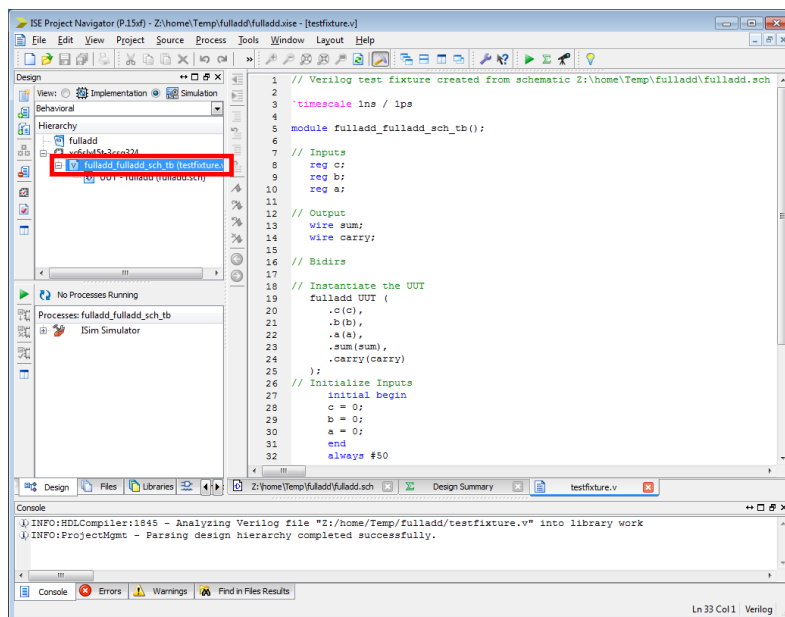 ISE Project Navigator (P.15xf) - Z:\home\Temp\fulladd\fulladd.xise - [testfixture.v]
File Edit View Project Source Process Tools Window Layout Help
Design
View: Implementation Simulation
Behavioral
Hierarchy
fulladd
xc6slx45t-3csg324
fulladd_fulladd_sch_tb (testfixture.v
UUT - fulladd (fulladd.sch)
No Processes Running
Processes: fulladd_fulladd_sch_tb
ISim Simulator
1 // Verilog test fixture created from schematic Z:\home\Temp\fulladd\fulladd.sch
2
3 `timescale 1ns / 1ps
4
5 module fulladd_fulladd_sch_tb();
6
7 // Inputs
8 reg c;
9 reg b;
10 reg a;
11
12 // Output
13 wire sum;
14 wire carry;
15
16 // Bidirs
17
18 // Instantiate the UUT
19 fulladd UUT (
20 .c(c),
21 .b(b),
22 .a(a),
23 .sum(sum),
24 .carry(carry)
25 );
26 // Initialize Inputs
27 initial begin
28 c = 0;
29 b = 0;
30 a = 0;
31 end
32 always #50
Design Files Libraries Z:\home\Temp\fulladd\fulladd.sch Design Summary testfixture.v
Console
INFO:HDLCompiler:1845 - Analyzing Verilog file "Z:/home/Temp/fulladd/testfixture.v" into library work
INFO:ProjectMgmt - Parsing design hierarchy completed successfully.
Console Errors Warnings Find in Files Results
Ln 33 Col 1 Verilog